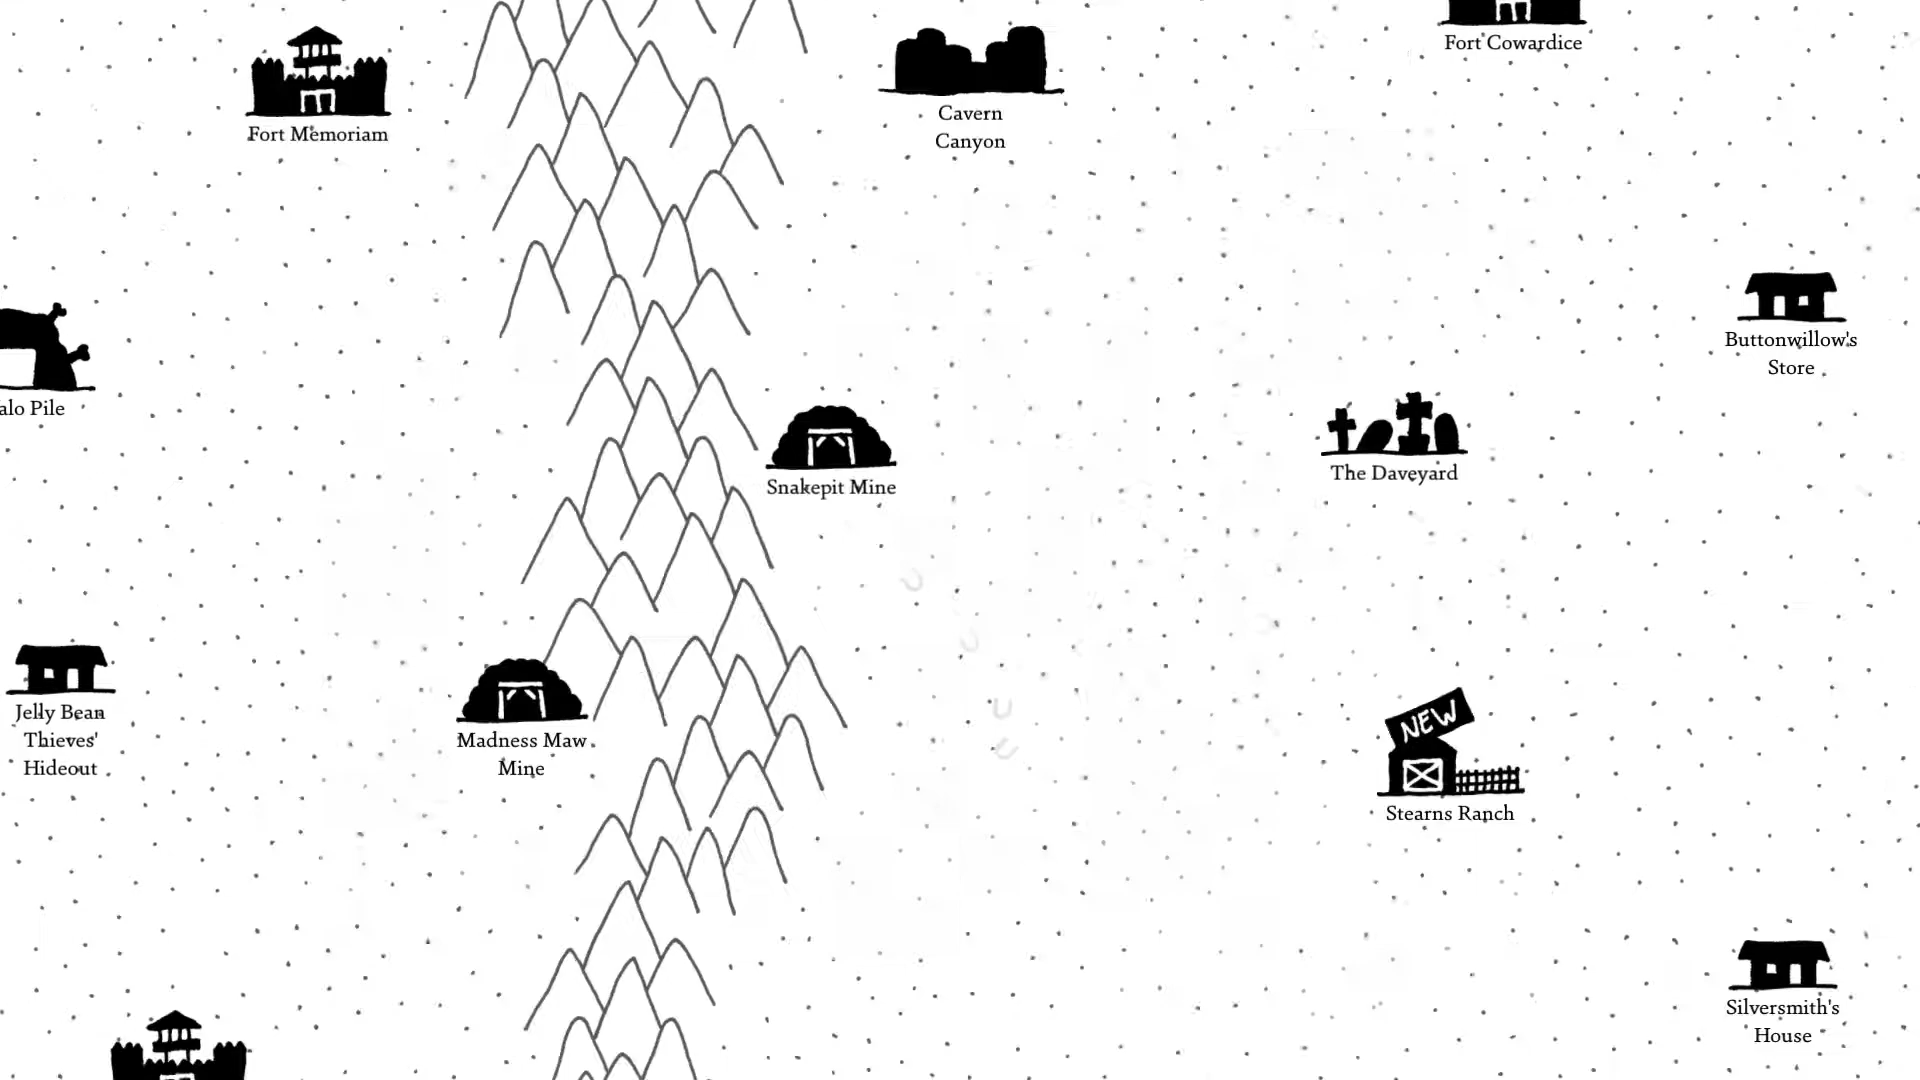 Fort Cowardice
Fort Memoriam
Cavern
Canyon
Buttonwillow's
Store
alo Pile
The Daveyard
Snakepit Mine
Jelly Bean
Thieves'
Hideout
Madness Maw
Mine
NEW
Stearns Ranch
Silversmith's
House